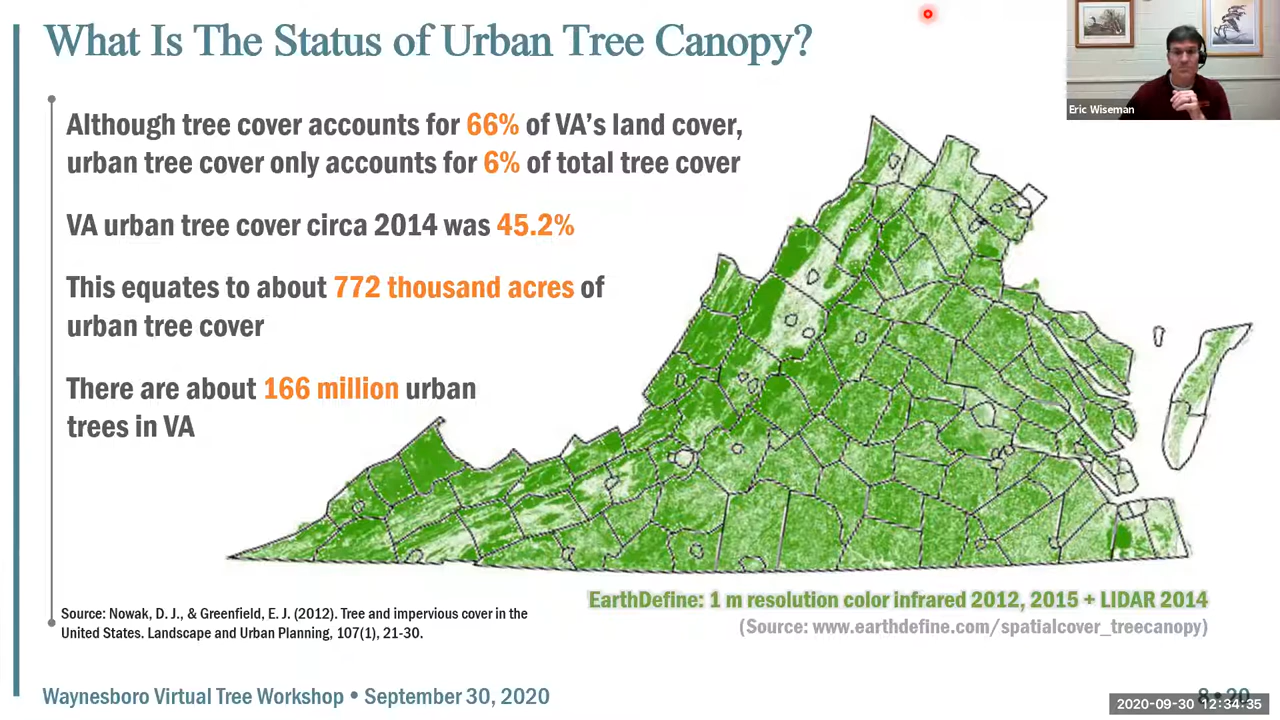 What Is The Status of Urban Tree Canopy?
Eric Wiseman
Although tree cover accounts for 66% of VA’s land cover,
urban tree cover only accounts for 6% of total tree cover
VA urban tree cover circa 2014 was 45.2%
This equates to about 772 thousand acres of
urban tree cover
There are about 166 million urban
trees in VA
EarthDefine: 1 m resolution color infrared 2012, 2015 + LIDAR 2014
(Source: www.earthdefine.com/spatialcover_treecanopy)
Source: Nowak, D. J., & Greenfield, E. J. (2012). Tree and impervious cover in the
United States. Landscape and Urban Planning, 107(1), 21-30.
Waynesboro Virtual Tree Workshop • September 30, 2020
8 • 20
2020-09-30 12:34:35